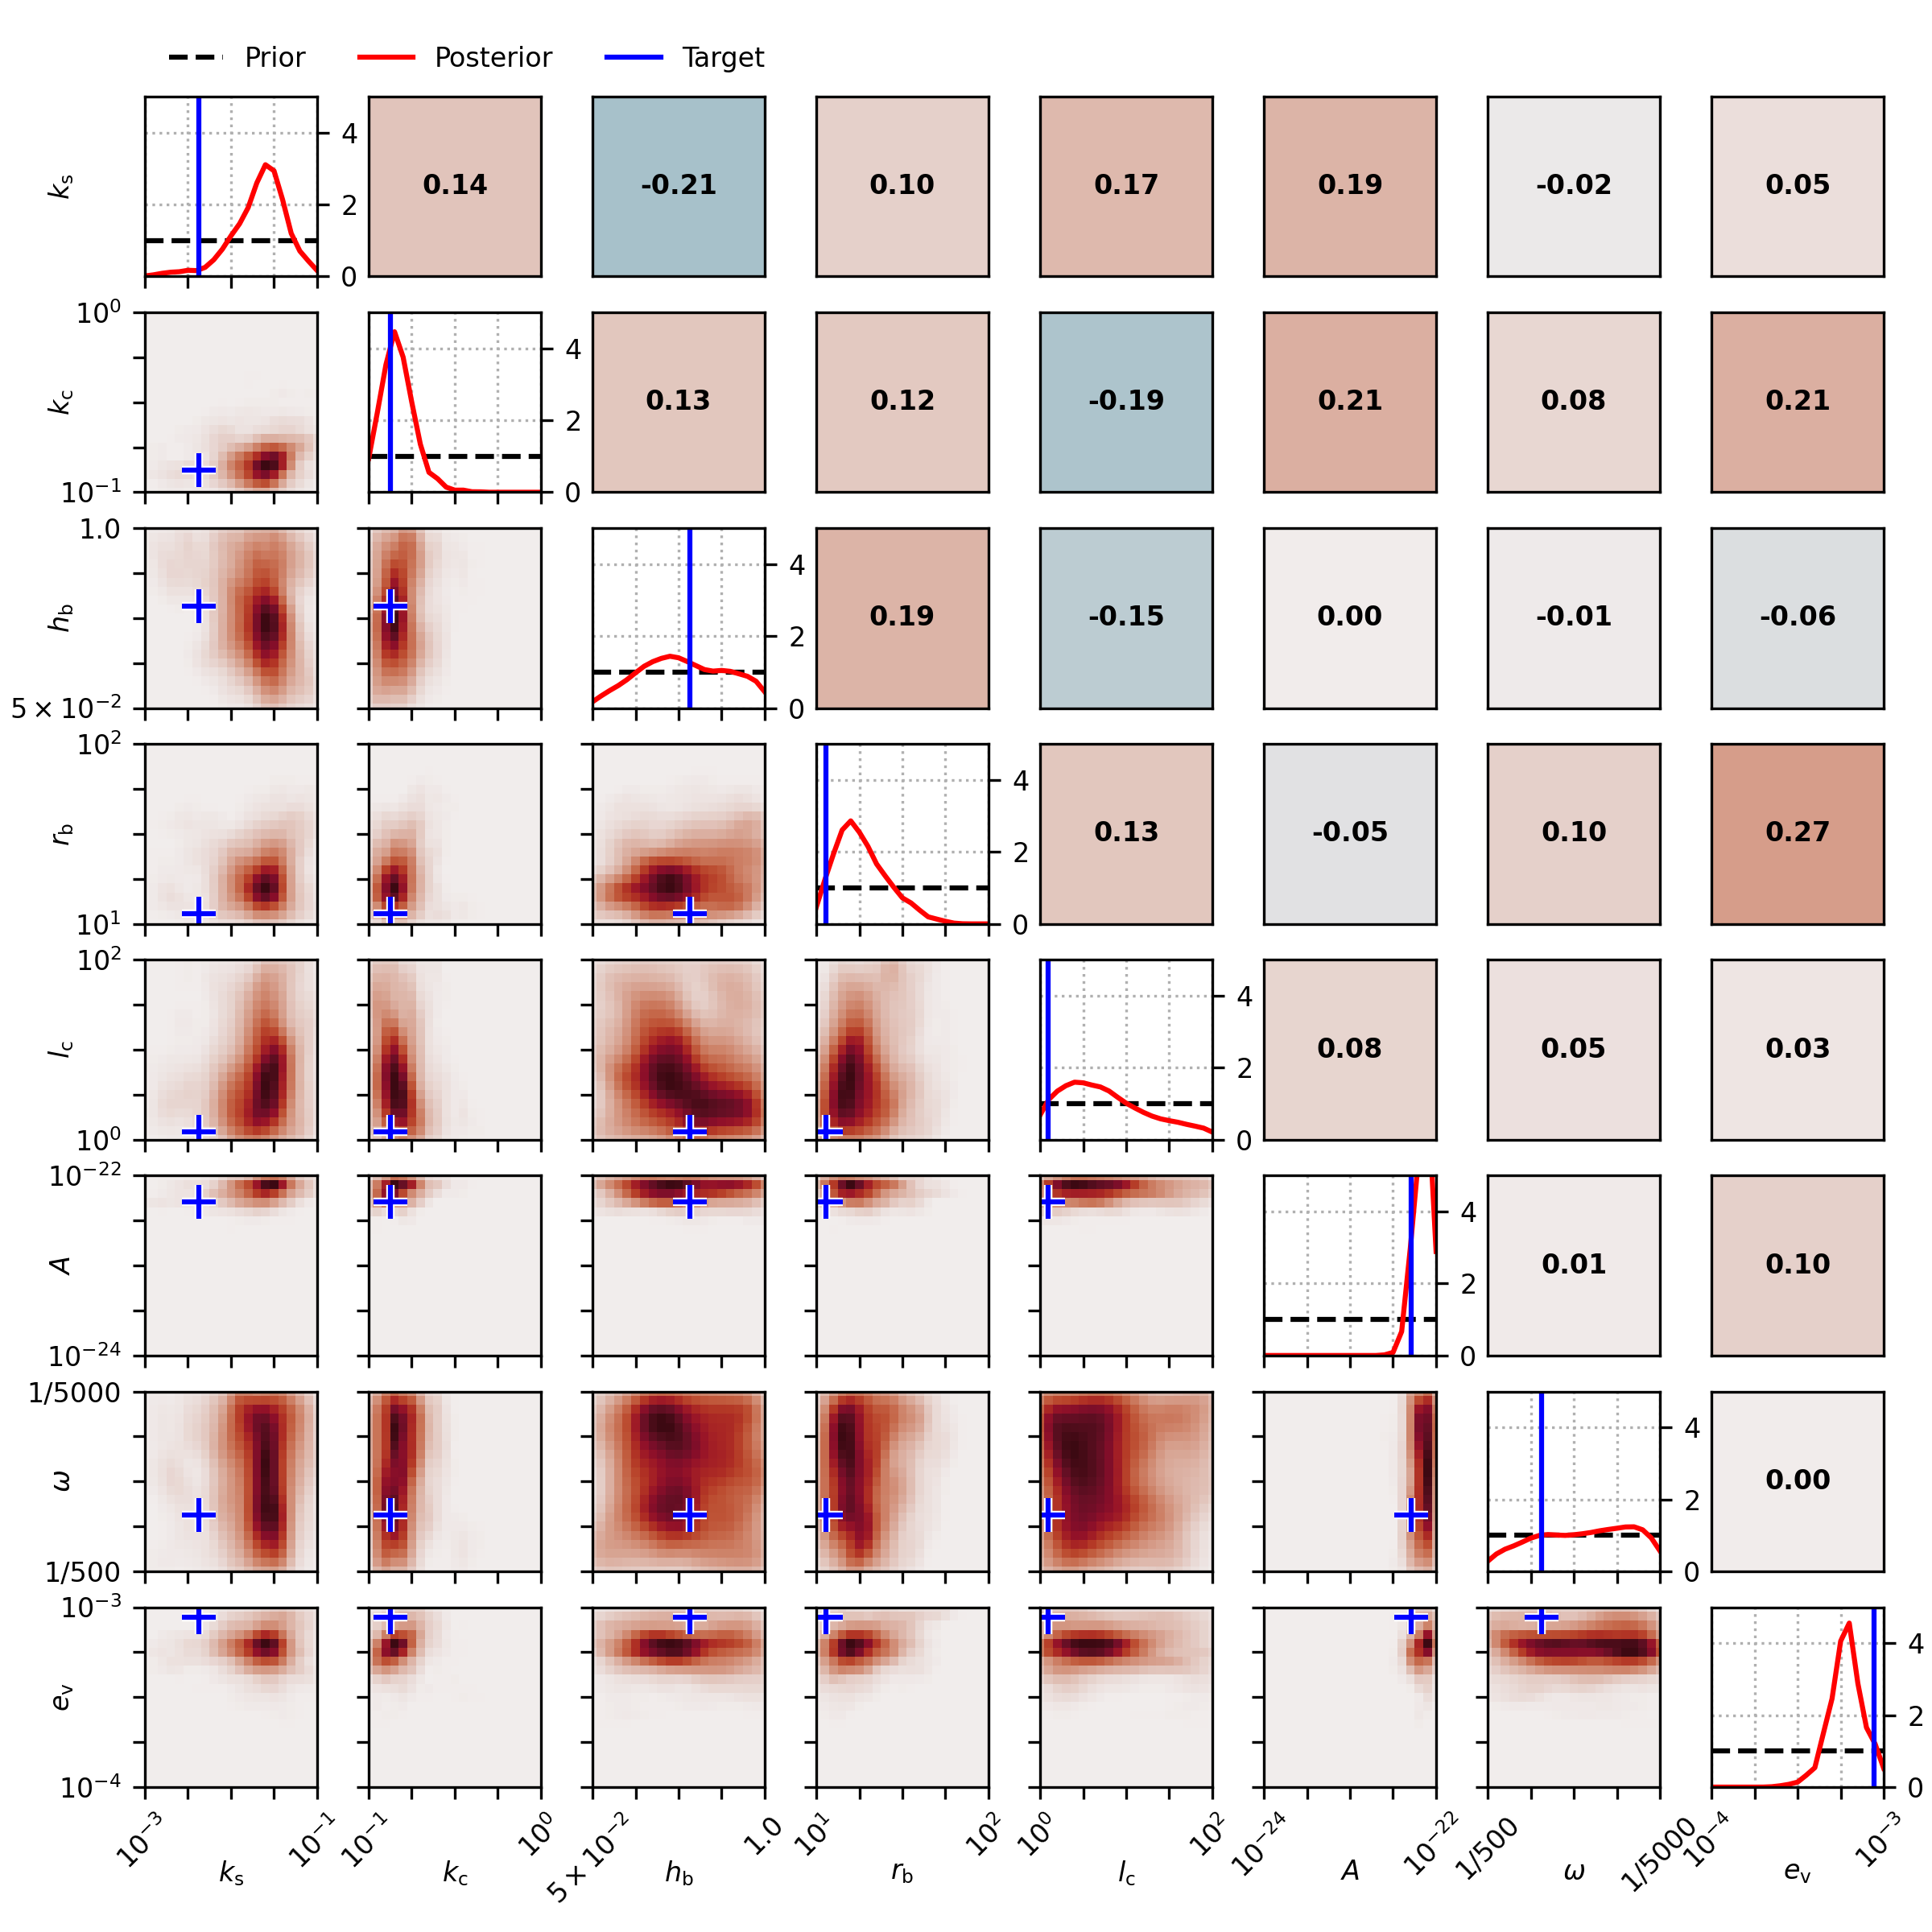 Prior Posterior Target
k_s 4 2 0 0.14 -0.21 0.10 0.17 0.19 -0.02 0.05
10^0 k_c 10^{-1} 4 2 0 0.13 0.12 -0.19 0.21 0.08 0.21
1.0 h_b 5 × 10^{-2} 4 2 0 0.19 -0.15 0.00 -0.01 -0.06
10^2 r_b 10^1 4 2 0 0.13 -0.05 0.10 0.27
10^2 l_c 10^0 4 2 0 0.08 0.05 0.03
10^{-22} A 10^{-24} 4 2 0 0.01 0.10
1/5000 ω 1/500 4 2 0 0.00
10^{-3} e_v 10^{-4} 4 2 0
10^{-3} 10^{-1} 10^{-1} 10^0 5 × 10^{-2} 1.0 10^1 10^2 10^0 10^2 10^{-24} 10^{-22} 1/500 1/5000 10^{-4} 10^{-3}
k_s k_c h_b r_b l_c A ω e_v